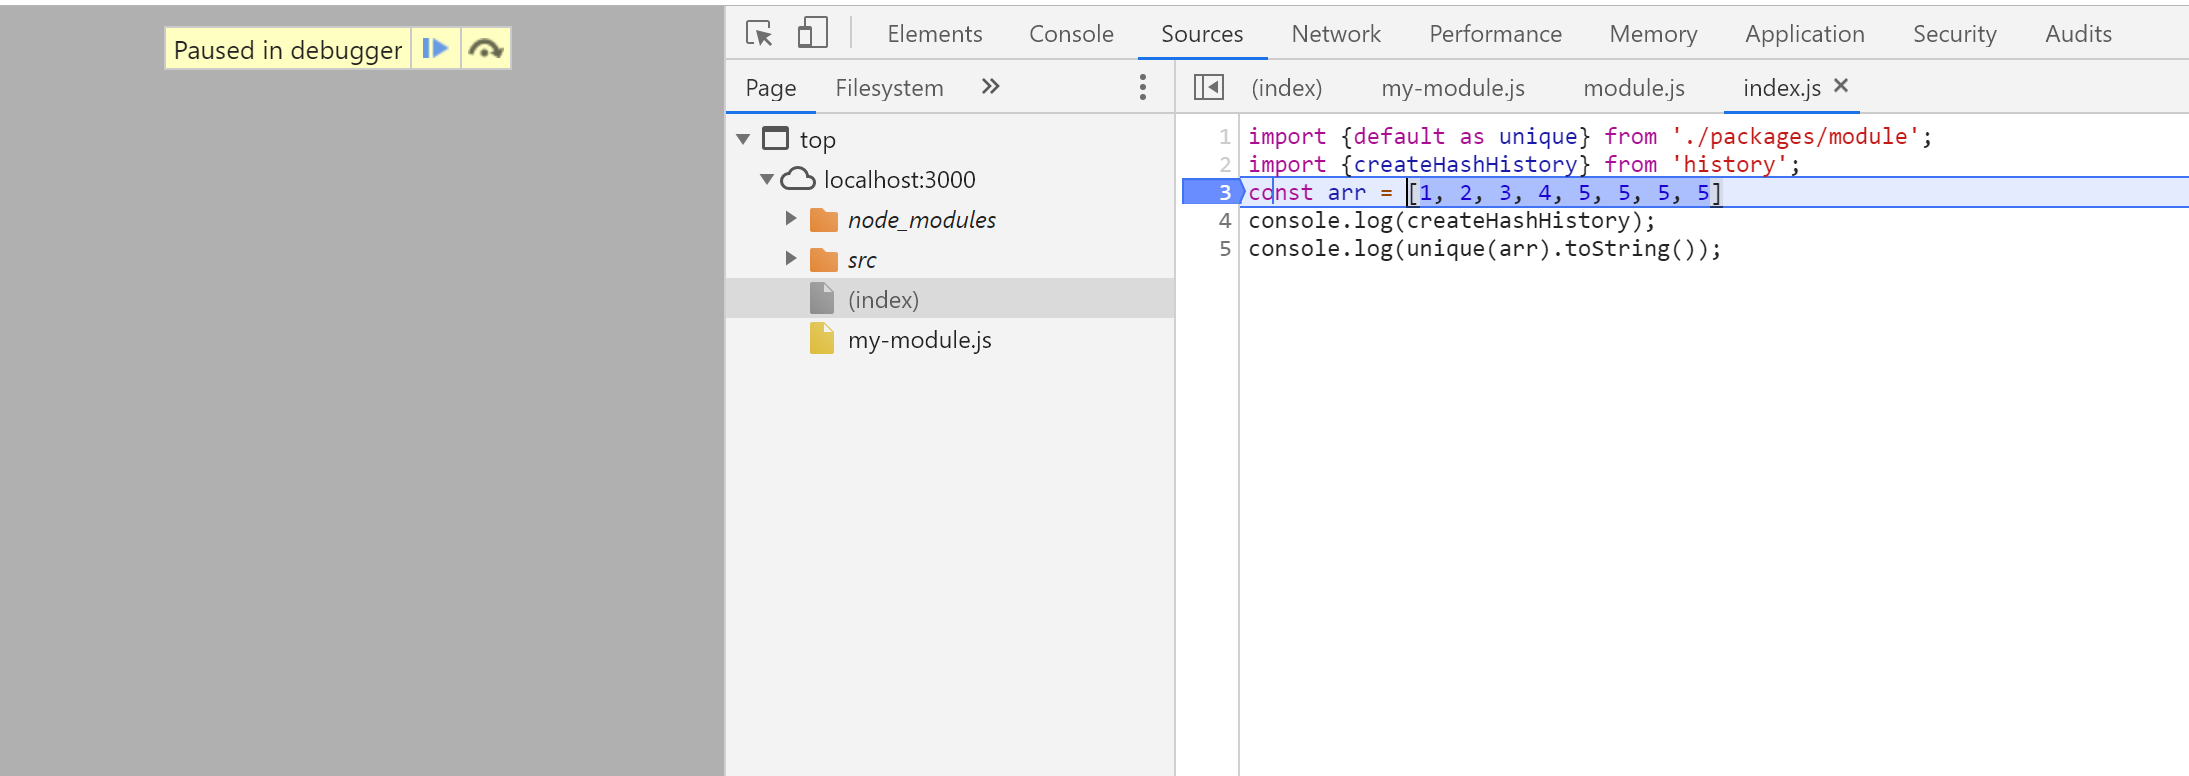 Paused in debugger
Elements Console Sources Network Performance Memory Application Security Audits
Page Filesystem
(index) my-module.js module.js index.js
top
localhost:3000
node_modules
src
(index)
my-module.js
1 import {default as unique} from './packages/module';
2 import {createHashHistory} from 'history';
3 const arr = [1, 2, 3, 4, 5, 5, 5, 5]
4 console.log(createHashHistory);
5 console.log(unique(arr).toString());